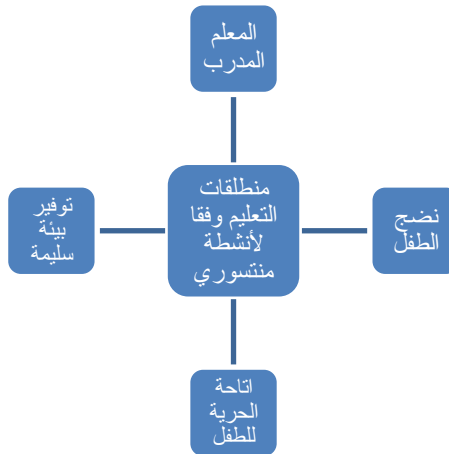 المعلم
المدرب
منطلقات
التعليم وفقا
لأنشطة
منتسوري
نضج
الطفل
توفير
بيئة
سليمة
اتاحة
الحرية
للطفل